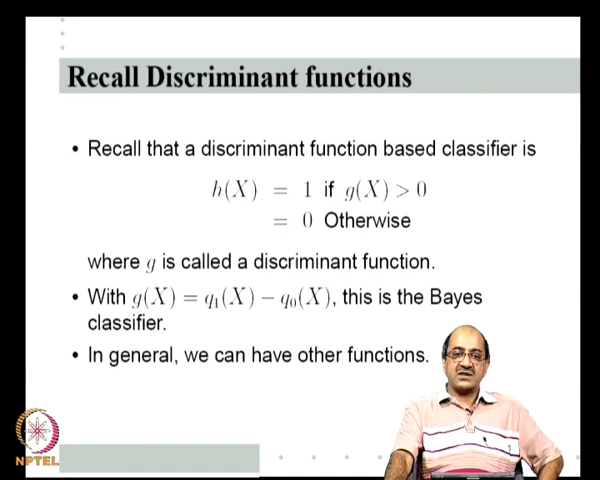 Recall Discriminant functions
• Recall that a discriminant function based classifier is
h(X) = 1 if g(X) > 0
= 0 Otherwise
where g is called a discriminant function.
• With g(X) = q₁(X) − q₀(X), this is the Bayes
classifier.
• In general, we can have other functions.
NPTEL